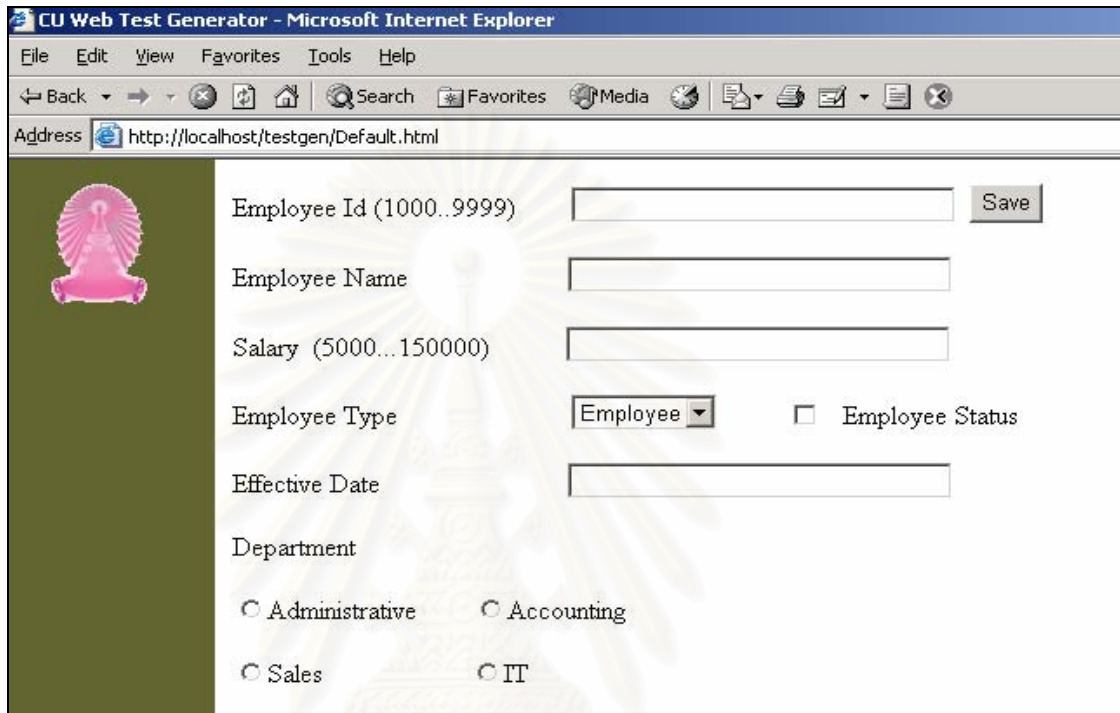 CU Web Test Generator - Microsoft Internet Explorer
File Edit View Favorites Tools Help
Back Search Favorites Media
Address http://localhost/testgen/Default.html
Employee Id (1000..9999) Save
Employee Name
Salary (5000...150000)
Employee Type Employee Employee Status
Effective Date
Department
Administrative Accounting
Sales IT